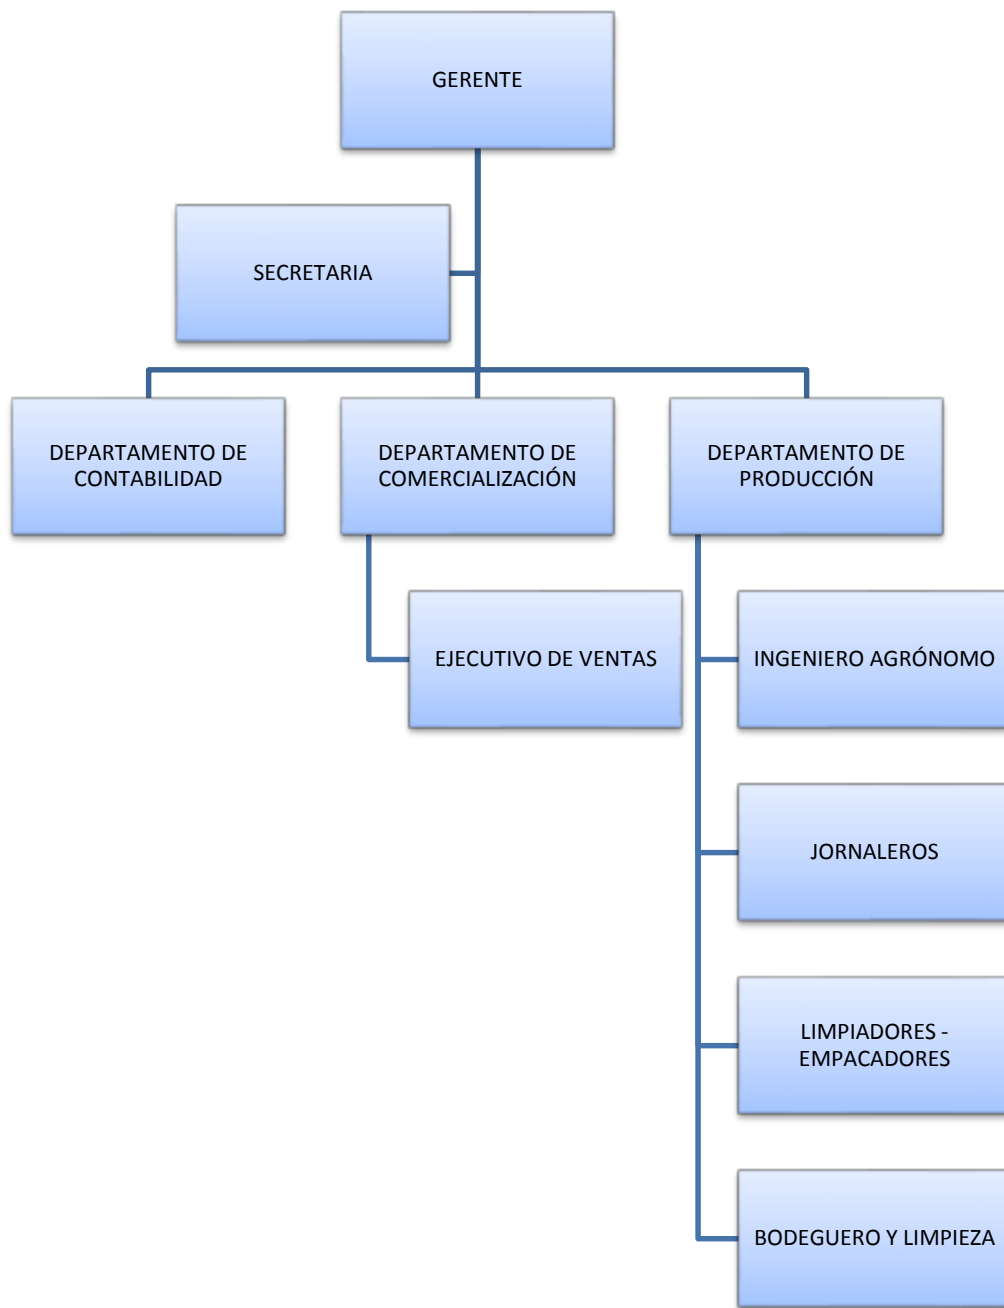 GERENTE
SECRETARIA
DEPARTAMENTO DE
CONTABILIDAD
DEPARTAMENTO DE
COMERCIALIZACIÓN
DEPARTAMENTO DE
PRODUCCIÓN
EJECUTIVO DE VENTAS
INGENIERO AGRÓNOMO
JORNALEROS
LIMPIADORES -
EMPACADORES
BODEGUERO Y LIMPIEZA